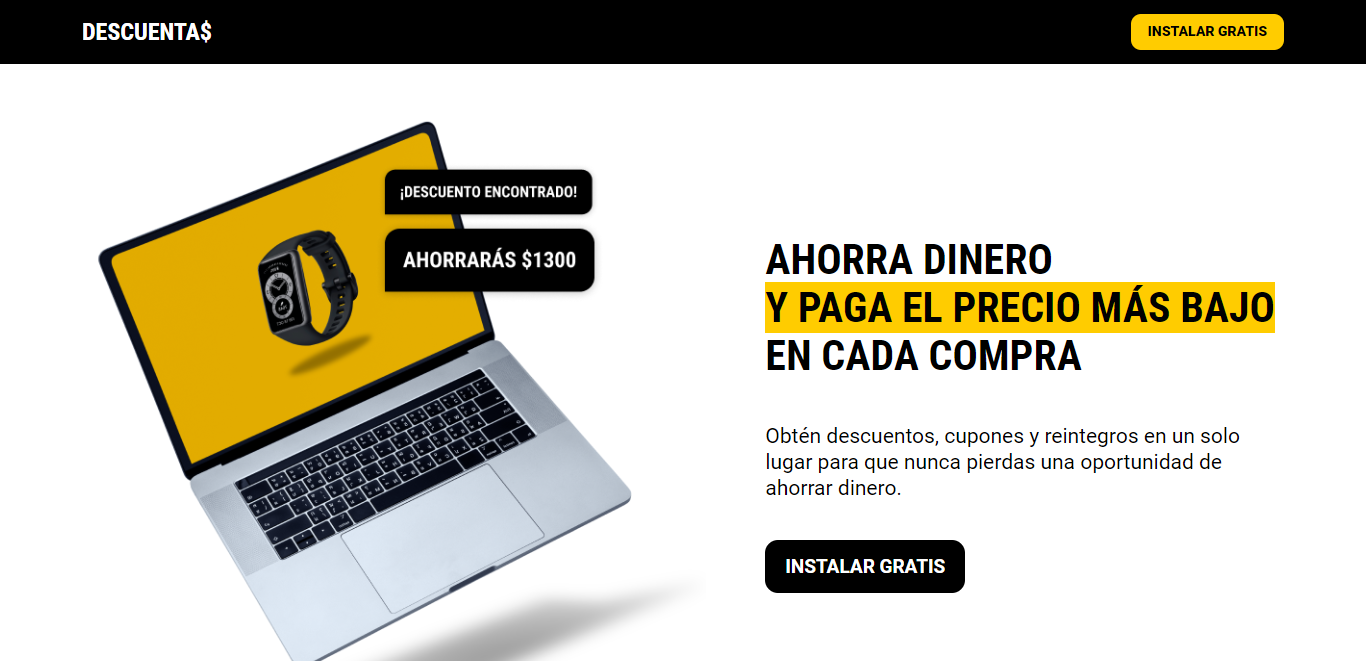 DESCUENTA$
INSTALAR GRATIS
¡DESCUENTO ENCONTRADO!
AHORRARÁS $1300
AHORRA DINERO
Y PAGA EL PRECIO MÁS BAJO
EN CADA COMPRA
Obtén descuentos, cupones y reintegros en un solo
lugar para que nunca pierdas una oportunidad de
ahorrar dinero.
INSTALAR GRATIS